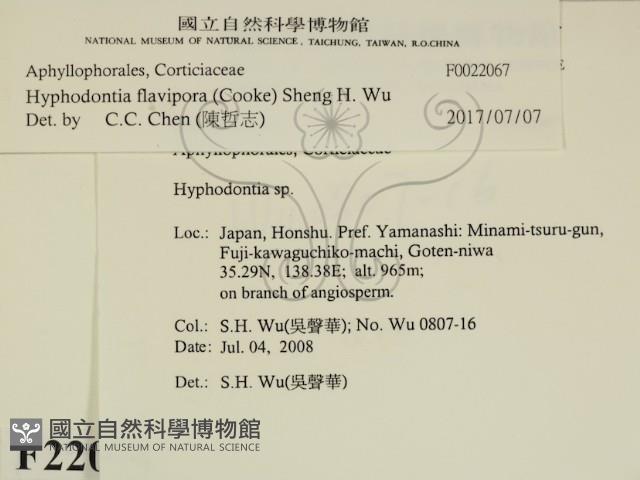 國立自然科學博物館
NATIONAL MUSEUM OF NATURAL SCIENCE, TAICHUNG, TAIWAN, R.O.CHINA
Aphyllophorales, Corticiaceae F0022067
Hyphodontia flavipora (Cooke) Sheng H. Wu
Det. by C.C. Chen (陳哲志) 2017/07/07
Aphyllophorales, Corticiaceae
Hyphodontia sp.
Loc.: Japan, Honshu. Pref. Yamanashi: Minami-tsuru-gun,
Fuji-kawaguchiko-machi, Goten-niwa
35.29N, 138.38E; alt. 965m;
on branch of angiosperm.
Col.: S.H. Wu(吳聲華); No. Wu 0807-16
Date: Jul. 04, 2008
Det.: S.H. Wu(吳聲華)
國立自然科學博物館
NATIONAL MUSEUM OF NATURAL SCIENCE
F220